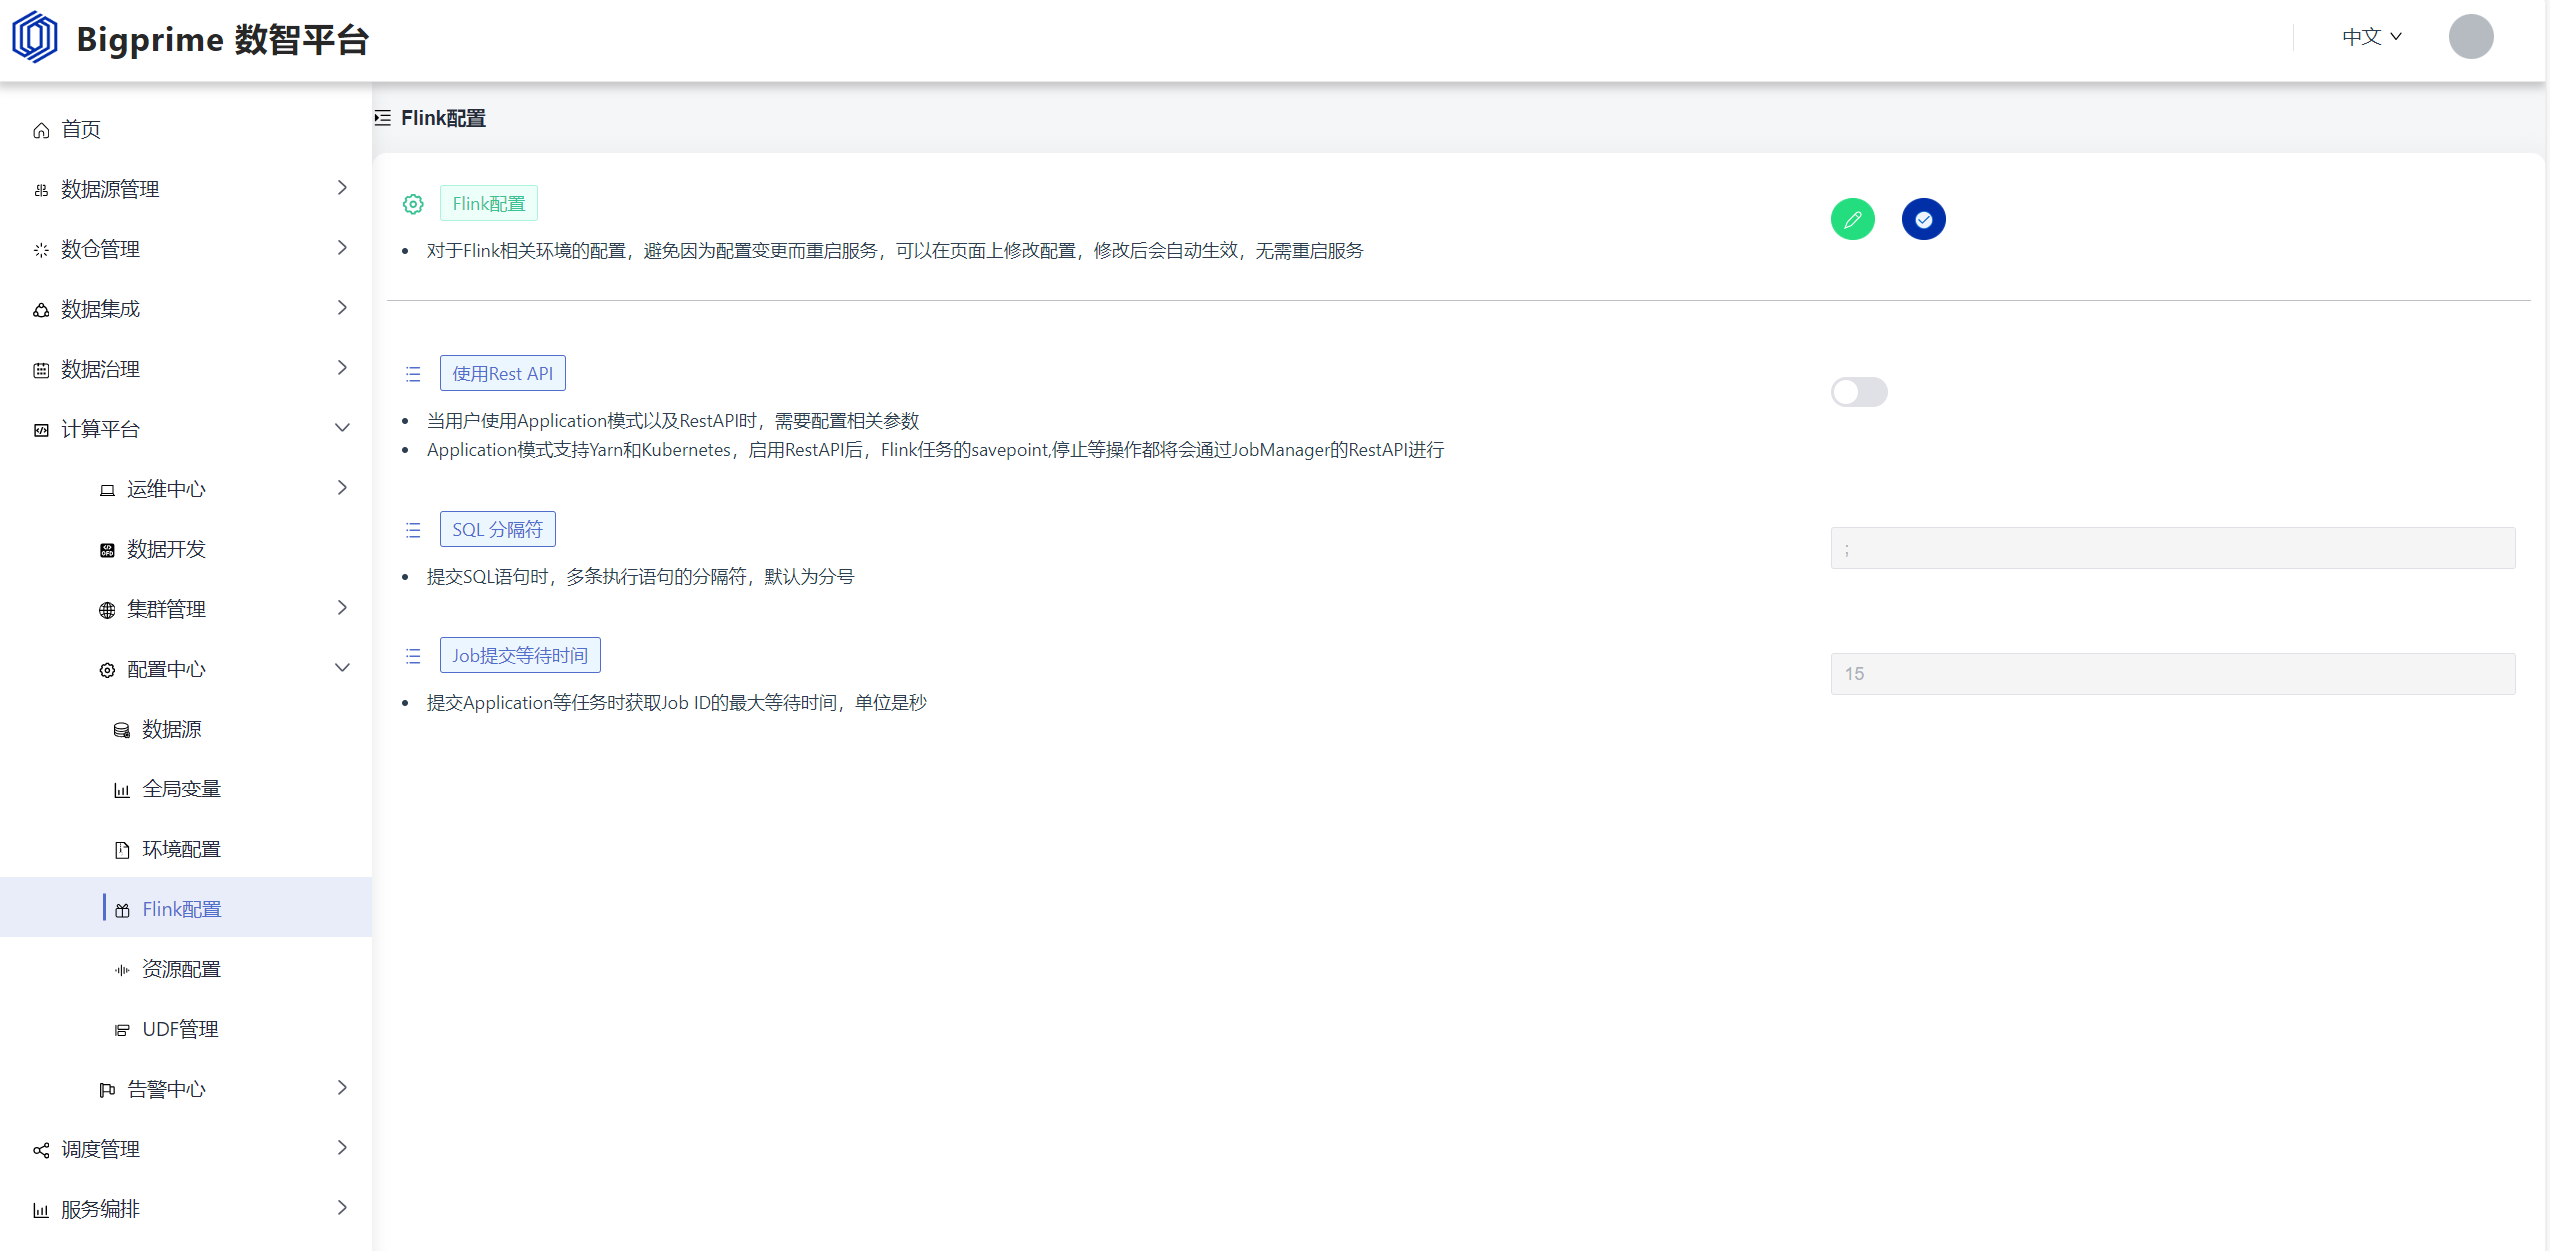 Bigprime 数智平台
中文
首页
数据源管理
数仓管理
数据集成
数据治理
计算平台
运维中心
数据开发
集群管理
配置中心
数据源
全局变量
环境配置
Flink配置
资源配置
UDF管理
告警中心
调度管理
服务编排
Flink配置
Flink配置
• 对于Flink相关环境的配置，避免因为配置变更而重启服务，可以在页面上修改配置，修改后会自动生效，无需重启服务
使用Rest API
• 当用户使用Application模式以及RestAPI时，需要配置相关参数
• Application模式支持Yarn和Kubernetes，启用RestAPI后，Flink任务的savepoint,停止等操作都将会通过JobManager的RestAPI进行
SQL 分隔符
• 提交SQL语句时，多条执行语句的分隔符，默认为分号
;
Job提交等待时间
• 提交Application等任务时获取Job ID的最大等待时间，单位是秒
15